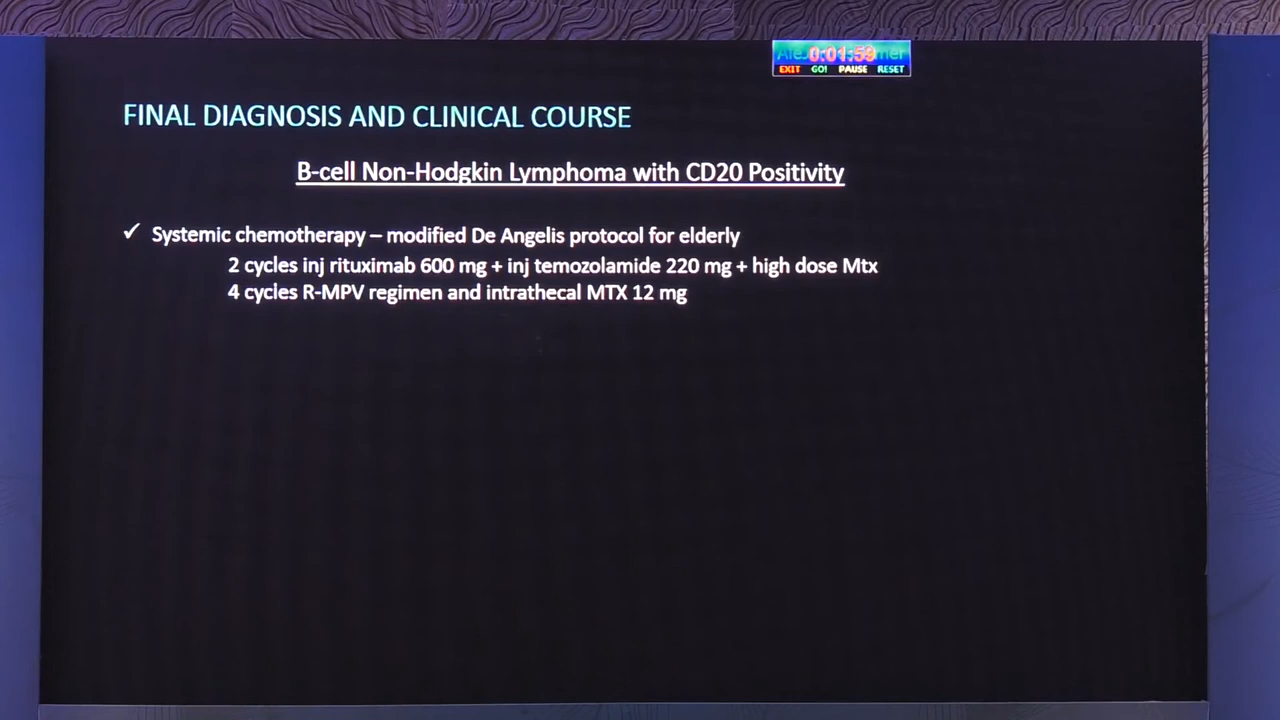 0:01:59
EXIT GO! PAUSE RESET
FINAL DIAGNOSIS AND CLINICAL COURSE
B-cell Non-Hodgkin Lymphoma with CD20 Positivity
✓ Systemic chemotherapy – modified De Angelis protocol for elderly
2 cycles inj rituximab 600 mg + inj temozolamide 220 mg + high dose Mtx
4 cycles R-MPV regimen and intrathecal MTX 12 mg